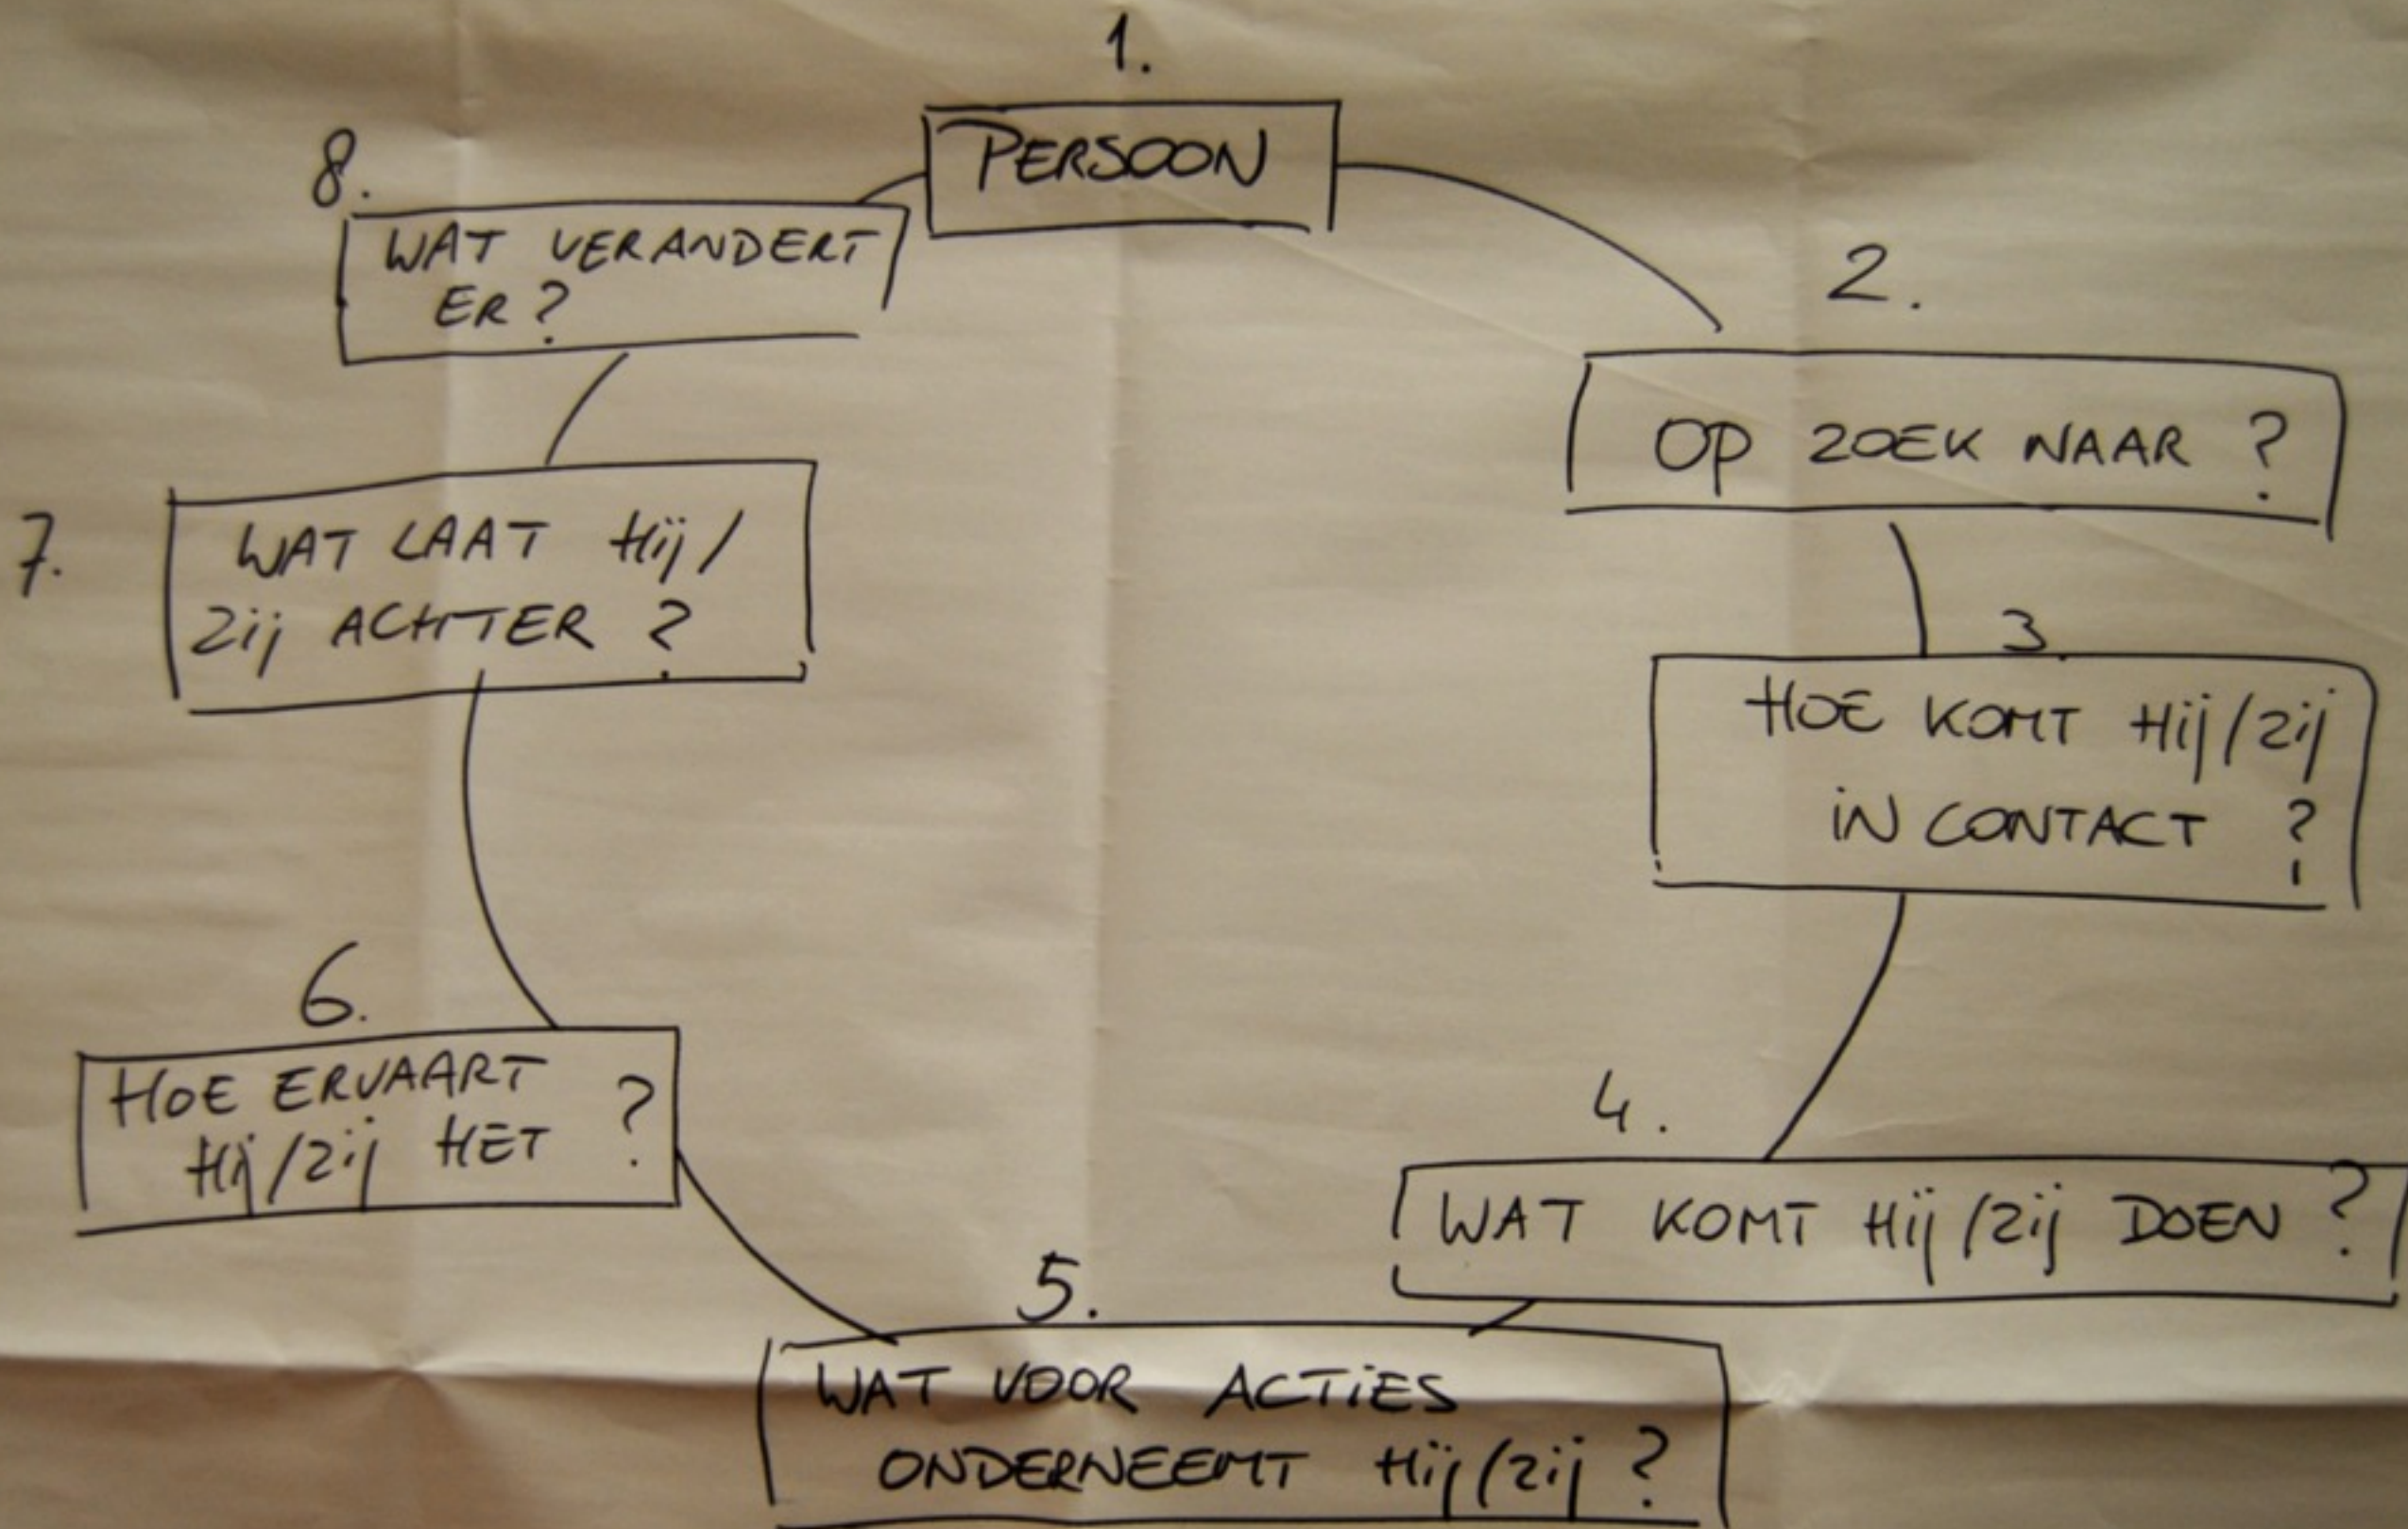 1.
PERSOON
2.
OP ZOEK NAAR ?
3.
HOE KOMT Hij/zij
iN CONTACT ?
4.
WAT KOMT Hij/zij DOEN ?
5.
WAT VOOR ACTiES
ONDERNEEMT Hij/zij ?
6.
HOE ERVAART
Hij/zij HET ?
7.
WAT LAAT Hij/
zij ACHTER ?
8.
WAT VERANDERT
ER ?